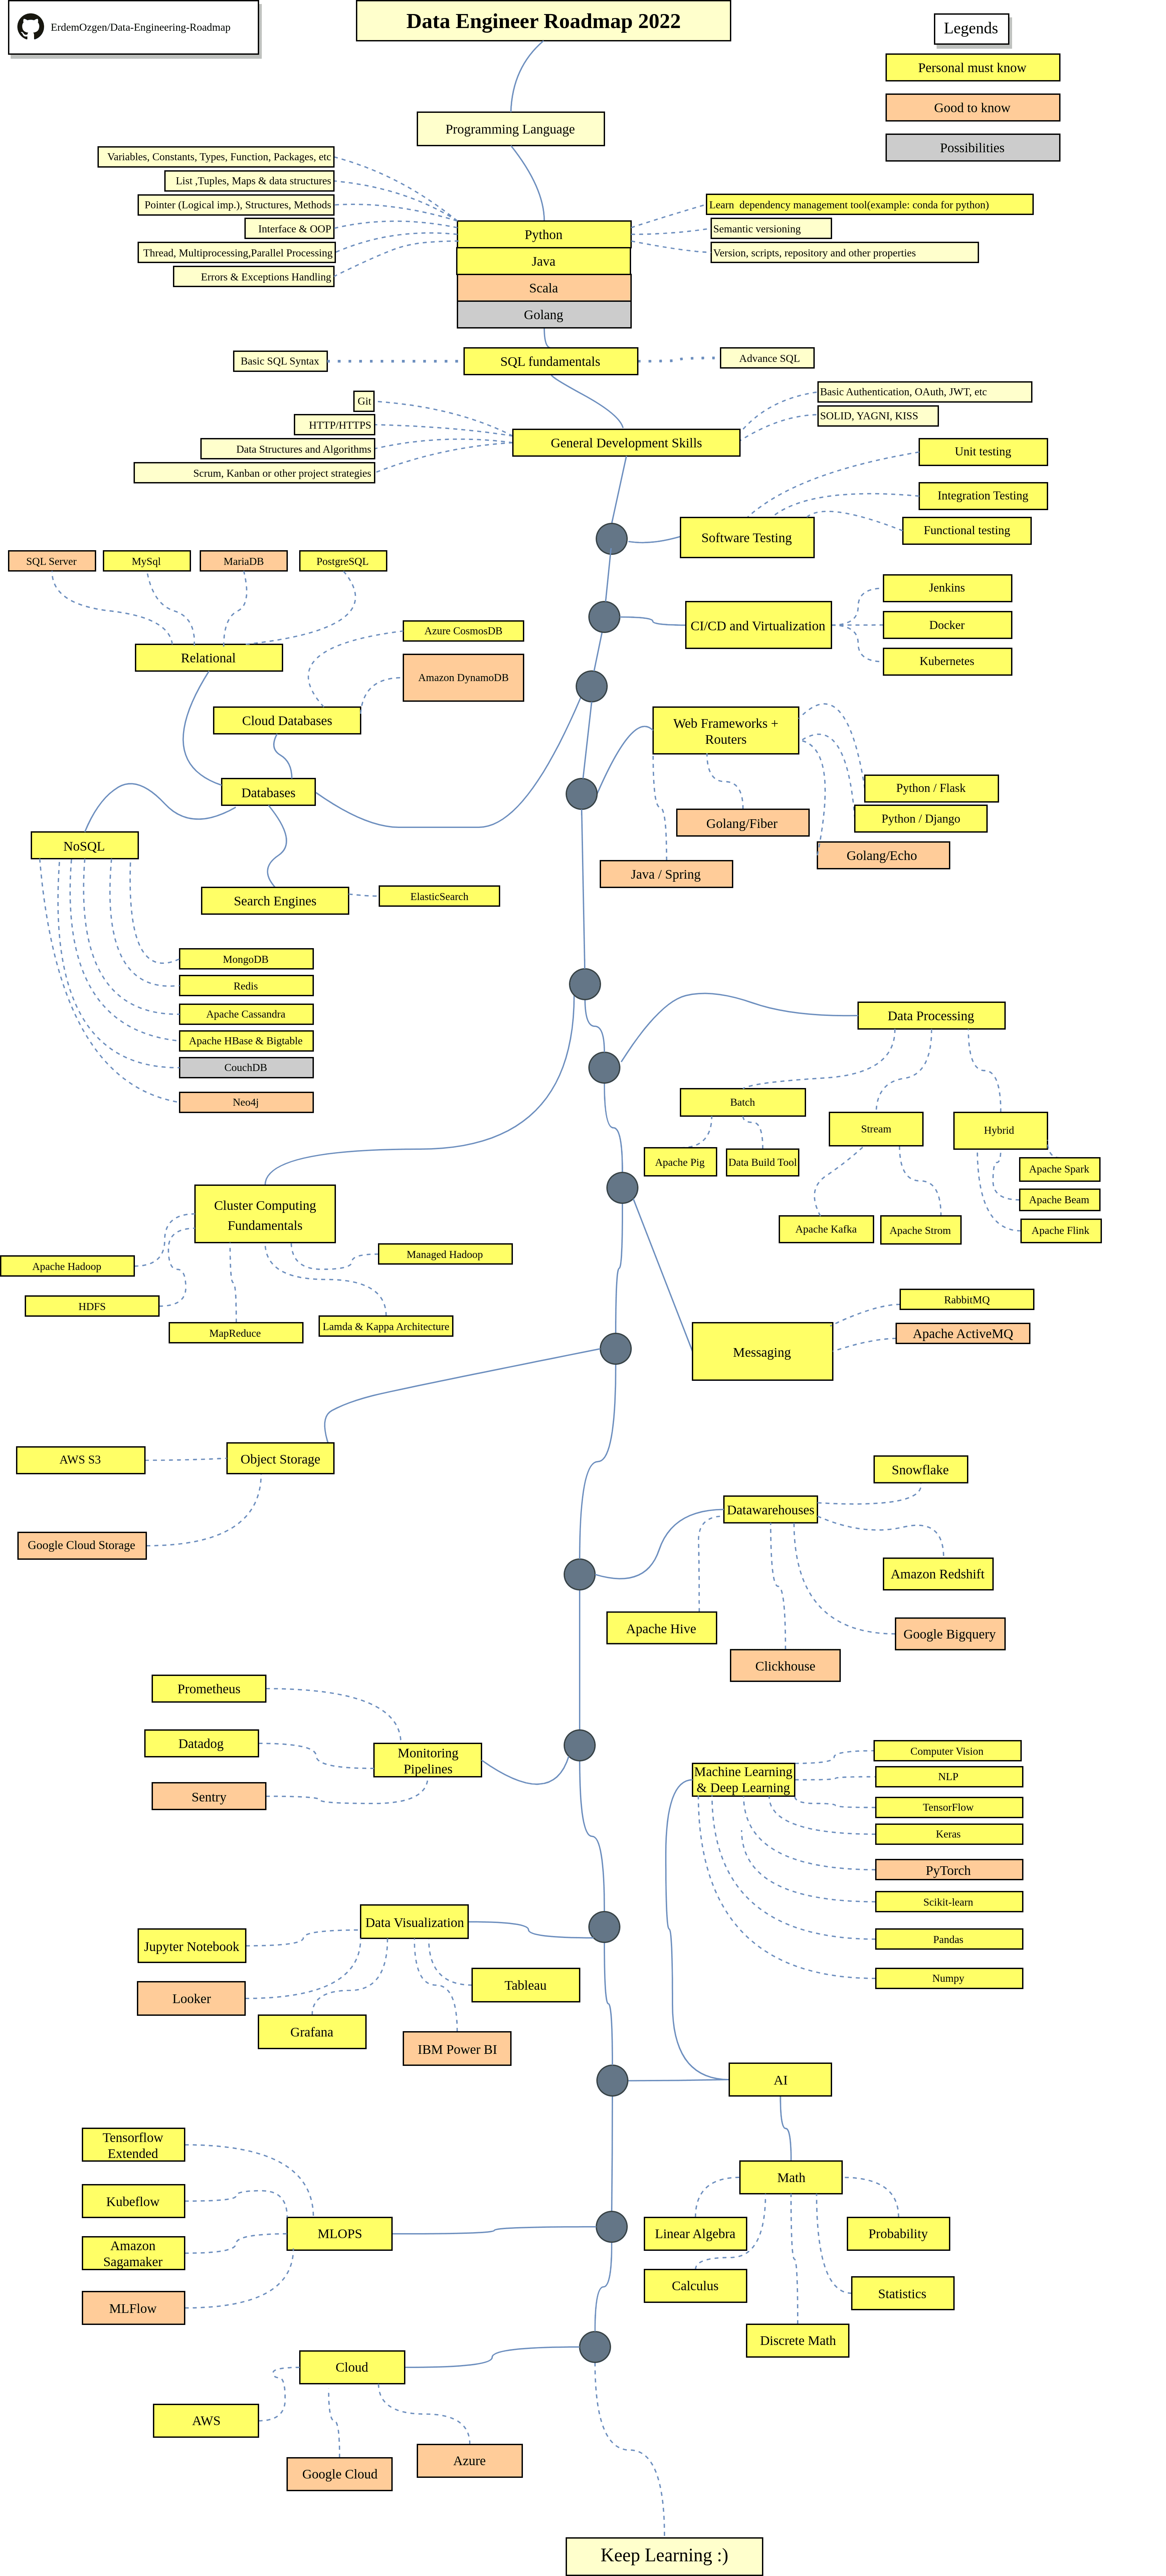 ErdemOzgen/Data-Engineering-Roadmap
Data Engineer Roadmap 2022
Legends
Personal must know
Good to know
Possibilities
Programming Language
Variables, Constants, Types, Function, Packages, etc
List ,Tuples, Maps & data structures
Pointer (Logical imp.), Structures, Methods
Interface & OOP
Thread, Multiprocessing,Parallel Processing
Errors & Exceptions Handling
Python
Java
Scala
Golang
Learn dependency management tool(example: conda for python)
Semantic versioning
Version, scripts, repository and other properties
Basic SQL Syntax
SQL fundamentals
Advance SQL
Git
HTTP/HTTPS
Data Structures and Algorithms
Scrum, Kanban or other project strategies
General Development Skills
Basic Authentication, OAuth, JWT, etc
SOLID, YAGNI, KISS
Unit testing
Integration Testing
Functional testing
Software Testing
SQL Server
MySql
MariaDB
PostgreSQL
Relational
Azure CosmosDB
Amazon DynamoDB
Cloud Databases
CI/CD and Virtualization
Jenkins
Docker
Kubernetes
Web Frameworks +
Routers
Python / Flask
Python / Django
Golang/Fiber
Golang/Echo
Java / Spring
Databases
NoSQL
Search Engines
ElasticSearch
MongoDB
Redis
Apache Cassandra
Apache HBase & Bigtable
CouchDB
Neo4j
Data Processing
Batch
Stream
Hybrid
Apache Pig
Data Build Tool
Apache Spark
Apache Beam
Apache Flink
Apache Kafka
Apache Strom
Cluster Computing
Fundamentals
Apache Hadoop
HDFS
MapReduce
Managed Hadoop
Lamda & Kappa Architecture
Messaging
RabbitMQ
Apache ActiveMQ
AWS S3
Object Storage
Google Cloud Storage
Snowflake
Datawarehouses
Amazon Redshift
Apache Hive
Google Bigquery
Clickhouse
Prometheus
Datadog
Sentry
Monitoring
Pipelines
Machine Learning
& Deep Learning
Computer Vision
NLP
TensorFlow
Keras
PyTorch
Scikit-learn
Pandas
Numpy
Data Visualization
Jupyter Notebook
Looker
Grafana
Tableau
IBM Power BI
AI
Math
Linear Algebra
Probability
Calculus
Statistics
Discrete Math
Tensorflow
Extended
Kubeflow
Amazon
Sagamaker
MLFlow
MLOPS
Cloud
AWS
Google Cloud
Azure
Keep Learning :)